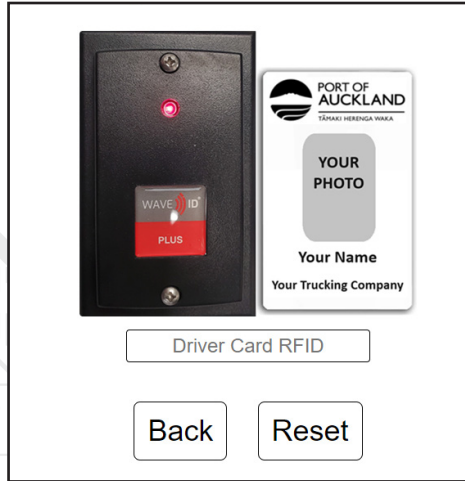 WAVE ID®
PLUS
PORT OF
AUCKLAND
TĀMAKI HERENGA WAKA
YOUR
PHOTO
Your Name
Your Trucking Company
Driver Card RFID
Back
Reset